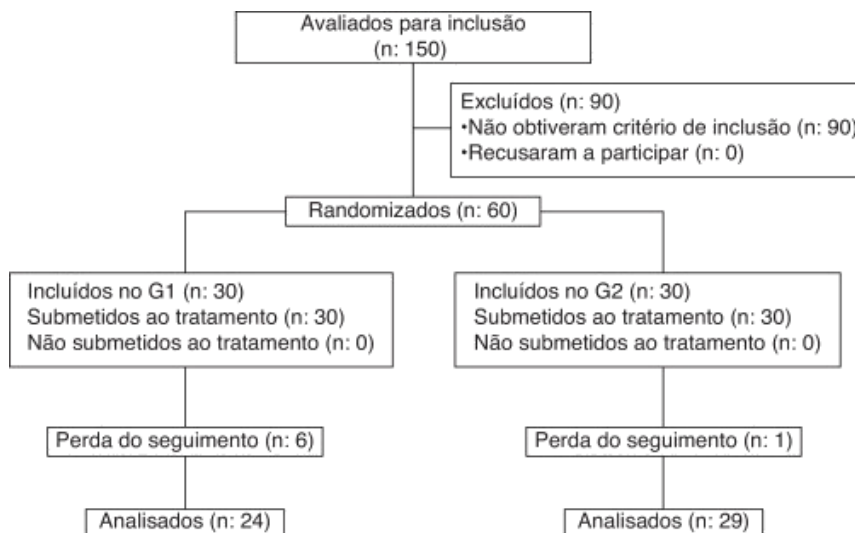 Avaliados para inclusão
(n: 150)
Excluídos (n: 90)
•Não obtiveram critério de inclusão (n: 90)
•Recusaram a participar (n: 0)
Randomizados (n: 60)
Incluídos no G1 (n: 30)
Submetidos ao tratamento (n: 30)
Não submetidos ao tratamento (n: 0)
Incluídos no G2 (n: 30)
Submetidos ao tratamento (n: 30)
Não submetidos ao tratamento (n: 0)
Perda do seguimento (n: 6)
Perda do seguimento (n: 1)
Analisados (n: 24)
Analisados (n: 29)